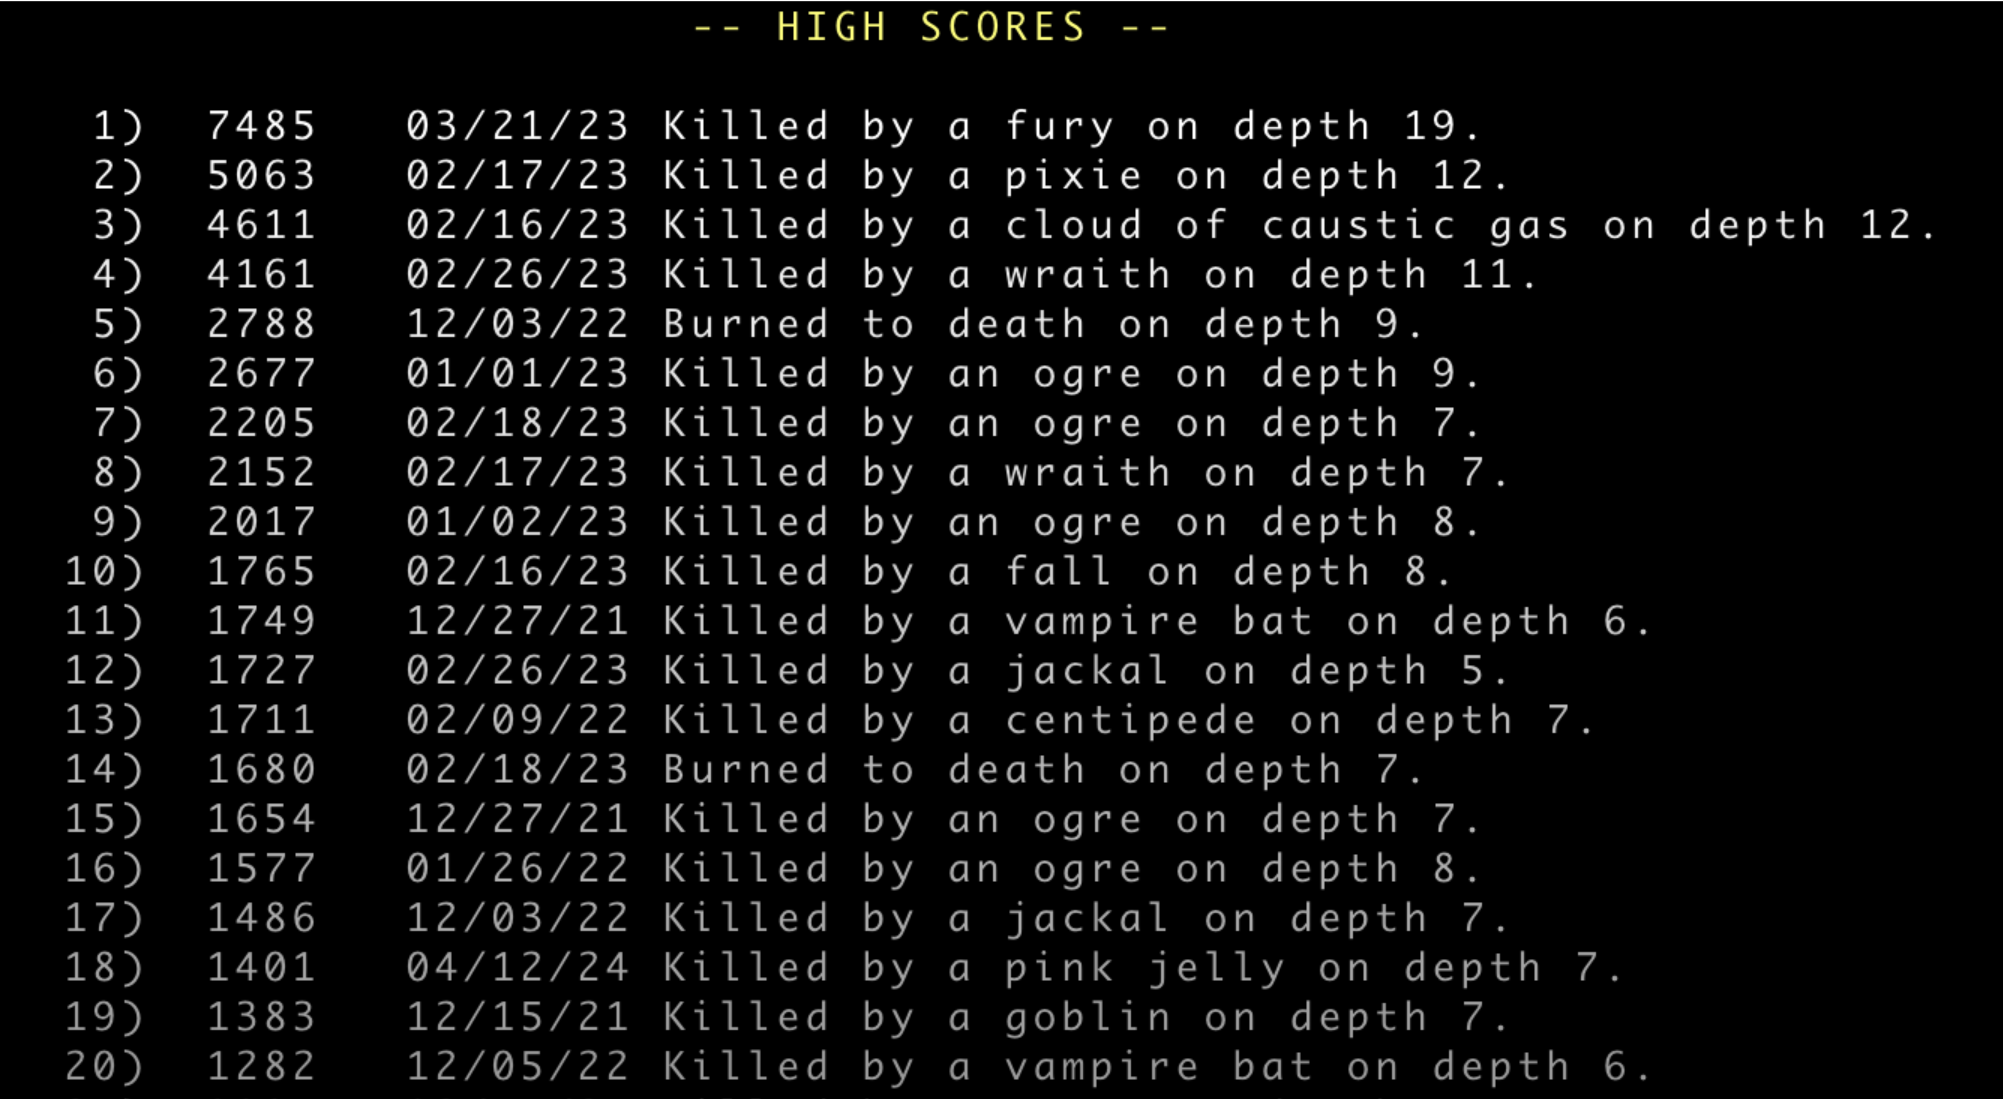 -- HIGH SCORES --
1) 7485 03/21/23 Killed by a fury on depth 19.
2) 5063 02/17/23 Killed by a pixie on depth 12.
3) 4611 02/16/23 Killed by a cloud of caustic gas on depth 12.
4) 4161 02/26/23 Killed by a wraith on depth 11.
5) 2788 12/03/22 Burned to death on depth 9.
6) 2677 01/01/23 Killed by an ogre on depth 9.
7) 2205 02/18/23 Killed by an ogre on depth 7.
8) 2152 02/17/23 Killed by a wraith on depth 7.
9) 2017 01/02/23 Killed by an ogre on depth 8.
10) 1765 02/16/23 Killed by a fall on depth 8.
11) 1749 12/27/21 Killed by a vampire bat on depth 6.
12) 1727 02/26/23 Killed by a jackal on depth 5.
13) 1711 02/09/22 Killed by a centipede on depth 7.
14) 1680 02/18/23 Burned to death on depth 7.
15) 1654 12/27/21 Killed by an ogre on depth 7.
16) 1577 01/26/22 Killed by an ogre on depth 8.
17) 1486 12/03/22 Killed by a jackal on depth 7.
18) 1401 04/12/24 Killed by a pink jelly on depth 7.
19) 1383 12/15/21 Killed by a goblin on depth 7.
20) 1282 12/05/22 Killed by a vampire bat on depth 6.